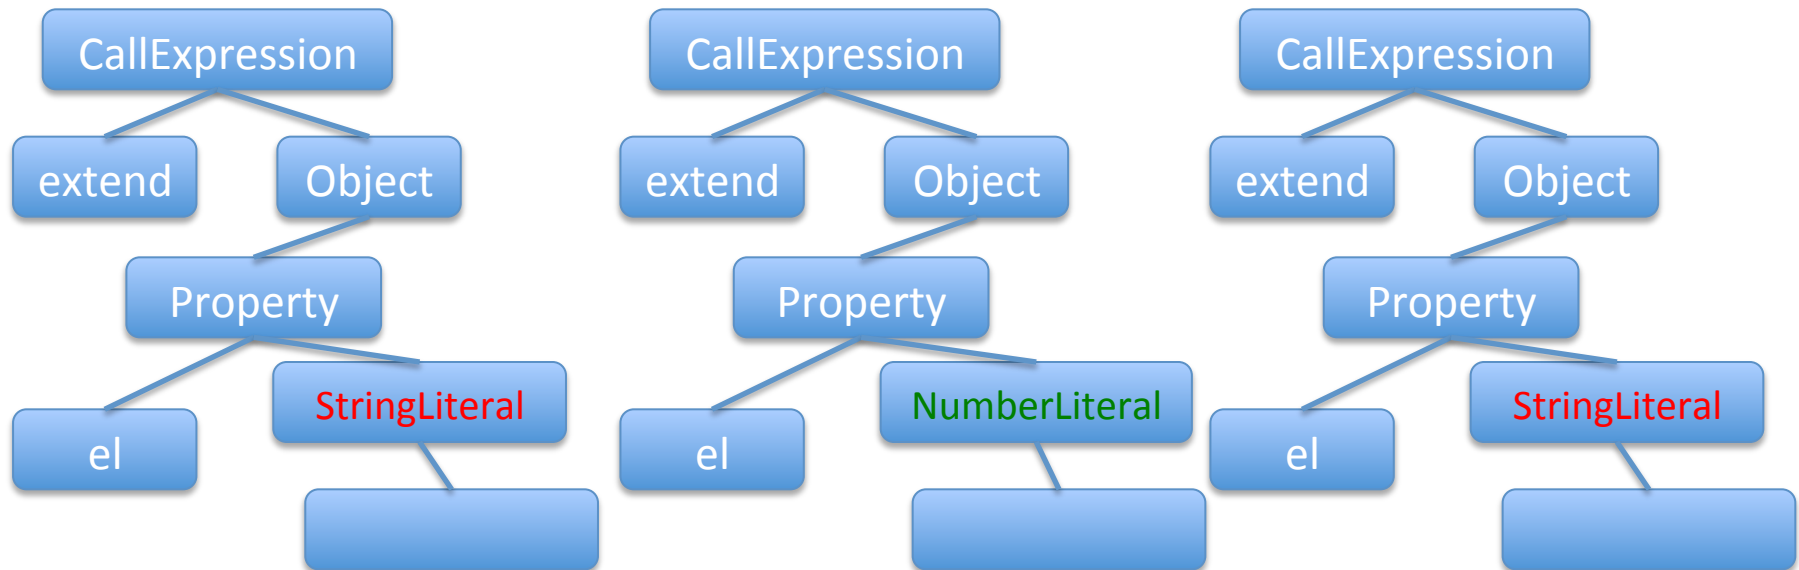 CallExpression
CallExpression
CallExpression
extend
Object
extend
Object
extend
Object
Property
Property
Property
StringLiteral
NumberLiteral
StringLiteral
el
el
el